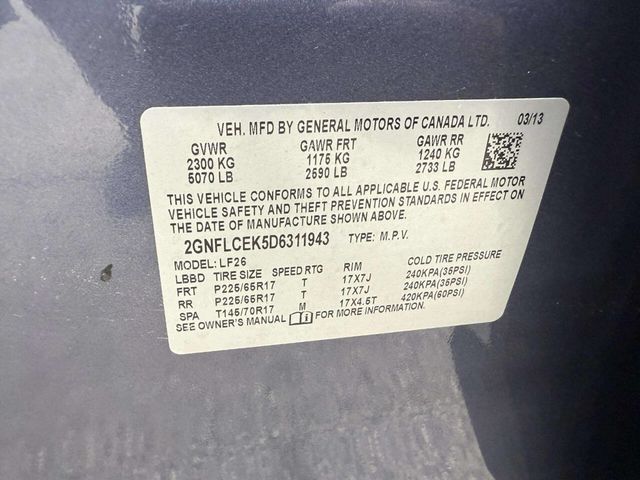 VEH. MFD BY GENERAL MOTORS OF CANADA LTD. 03/13
GVWR GAWR FRT GAWR RR
2300 KG 1175 KG 1240 KG
5070 LB 2590 LB 2733 LB
THIS VEHICLE CONFORMS TO ALL APPLICABLE U.S. FEDERAL MOTOR
VEHICLE SAFETY AND THEFT PREVENTION STANDARDS IN EFFECT ON
THE DATE OF MANUFACTURE SHOWN ABOVE.
2GNFLCEK5D6311943 TYPE: M.P.V.
MODEL: LF26
LBBD TIRE SIZE SPEED RTG RIM COLD TIRE PRESSURE
FRT P225/65R17 T 17X7J 240KPA(35PSI)
RR P225/65R17 T 17X7J 240KPA(35PSI)
SPA T145/70R17 M 17X4.5T 420KPA(60PSI)
SEE OWNER'S MANUAL FOR MORE INFORMATION.